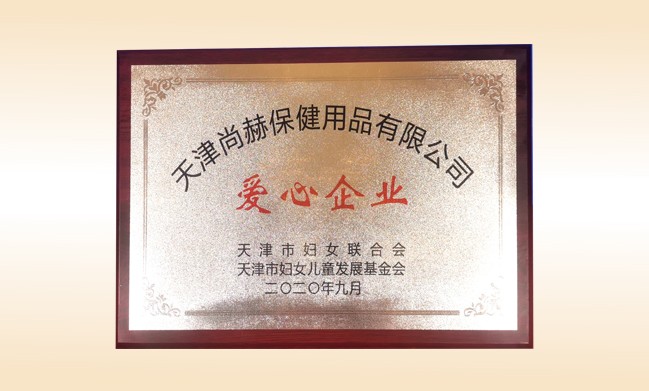 天津尚赫保健用品有限公司
爱心企业
天津市妇女联合会
天津市妇女儿童发展基金会
二〇二〇年九月